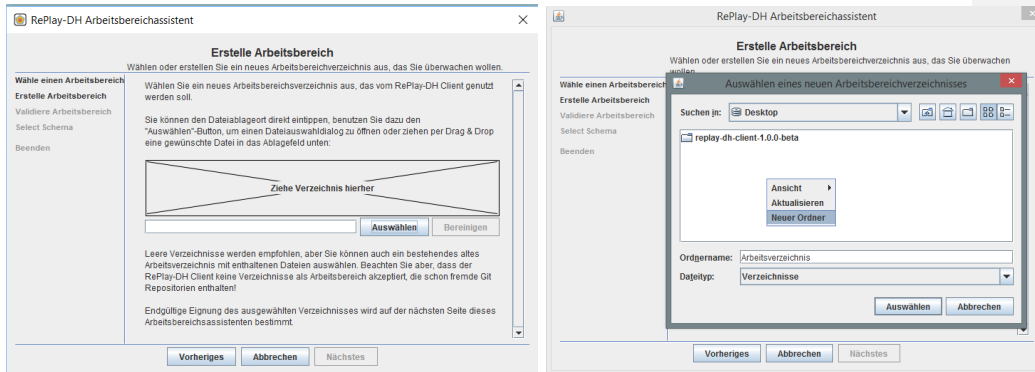 RePlay-DH Arbeitsbereichassistent
Erstelle Arbeitsbereich
Wählen oder erstellen Sie ein neues Arbeitsbereichverzeichnis aus, das Sie überwachen wollen.
Wähle einen Arbeitsbereich
Erstelle Arbeitsbereich
Validiere Arbeitsbereich
Select Schema
Beenden
Wählen Sie ein neues Arbeitsbereichsverzeichnis aus, das vom RePlay-DH Client genutzt
werden soll.
Sie können den Dateiablageort direkt eintippen, benutzen Sie dazu den
"Auswählen"-Button, um einen Dateiauswahldialog zu öffnen oder ziehen per Drag & Drop
eine gewünschte Datei in das Ablagefeld unten:
Ziehe Verzeichnis hierher
Auswählen
Bereinigen
Leere Verzeichnisse werden empfohlen, aber Sie können auch ein bestehendes altes
Arbeitsverzeichnis mit enthaltenen Dateien auswählen. Beachten Sie aber, dass der
RePlay-DH Client keine Verzeichnisse als Arbeitsbereich akzeptiert, die schon fremde Git
Repositorien enthalten!
Endgültige Eignung des ausgewählten Verzeichnisses wird auf der nächsten Seite dieses
Arbeitsbereichsassistenten bestimmt.
Vorheriges
Abbrechen
Nächstes
RePlay-DH Arbeitsbereichassistent
Erstelle Arbeitsbereich
Wählen oder erstellen Sie ein neues Arbeitsbereichverzeichnis aus, das Sie überwachen
wollen.
Wähle einen Arbeitsbereich
Erstelle Arbeitsbereich
Validiere Arbeitsbereich
Select Schema
Beenden
Auswählen eines neuen Arbeitsbereichverzeichnisses
Suchen in:
Desktop
replay-dh-client-1.0.0-beta
Ansicht
Aktualisieren
Neuer Ordner
Ordnername:
Arbeitsverzeichnis
Dateityp:
Verzeichnisse
Auswählen
Abbrechen
Vorheriges
Abbrechen
Nächstes